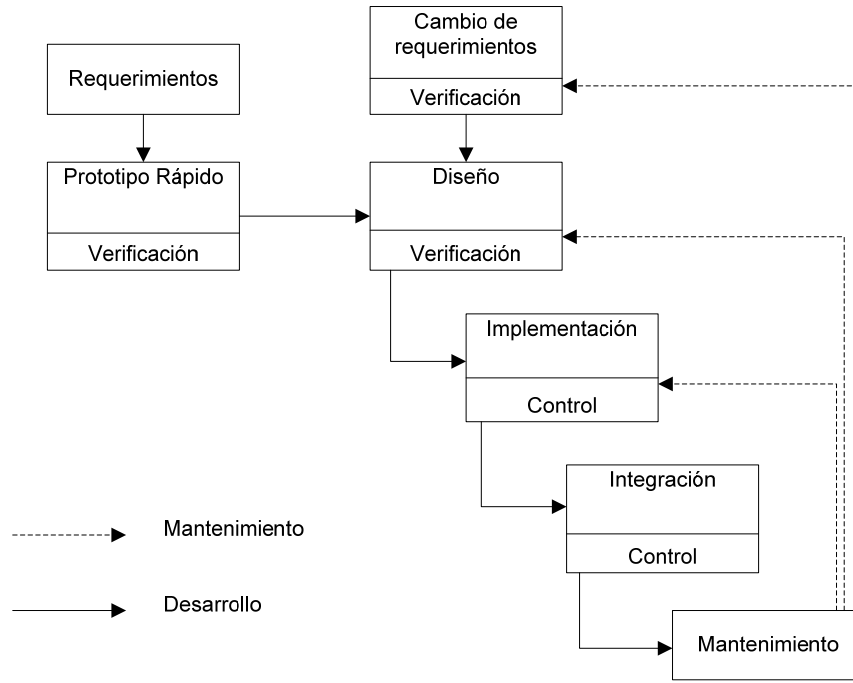 Cambio de
requerimientos
Verificación
Requerimientos
Prototipo Rápido
Verificación
Diseño
Verificación
Implementación
Control
Integración
Control
Mantenimiento
Mantenimiento
Desarrollo